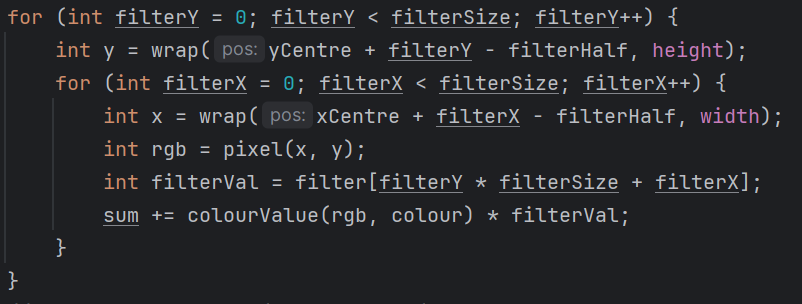 for (int filterY = 0; filterY < filterSize; filterY++) {
    int y = wrap( pos: yCentre + filterY - filterHalf, height);
    for (int filterX = 0; filterX < filterSize; filterX++) {
        int x = wrap( pos: xCentre + filterX - filterHalf, width);
        int rgb = pixel(x, y);
        int filterVal = filter[filterY * filterSize + filterX];
        sum += colourValue(rgb, colour) * filterVal;
    }
}